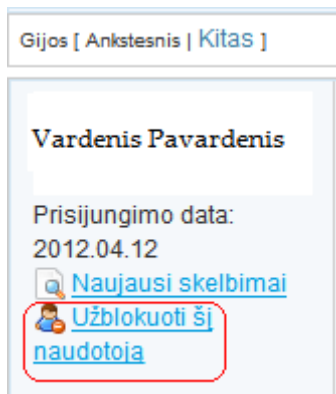 Gijos [ Ankstesnis | Kitas ]
Vardenis Pavardenis
Prisijungimo data:
2012.04.12
Naujausi skelbimai
Užblokuoti šį
naudotoją